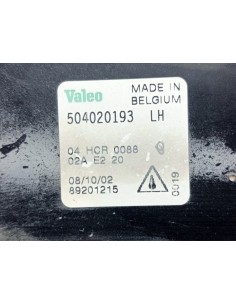 Valeo MADE IN
BELGIUM
504020193 LH
04 HCR 0088
02A E2 20
08/10/02
89201215
0019